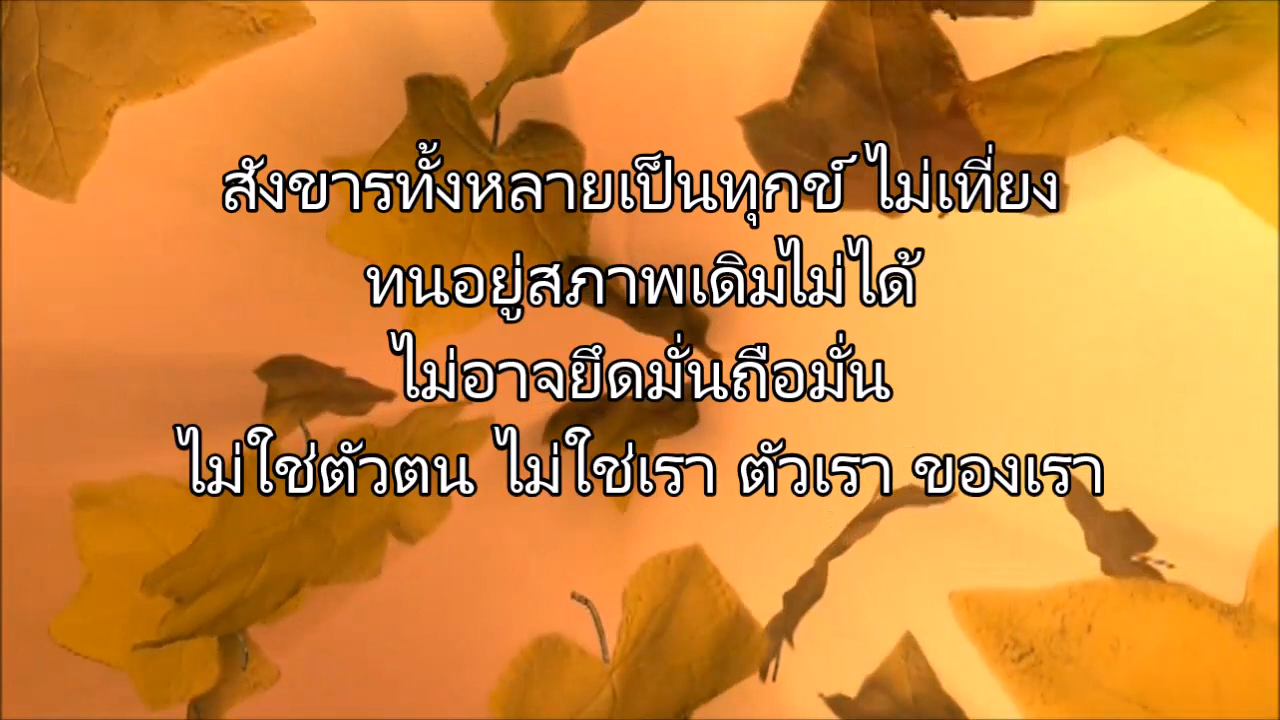 สังขารทั้งหลายเป็นทุกข์ ไม่เที่ยง
ทนอยู่สภาพเดิมไม่ได้
ไม่อาจยึดมั่นถือมั่น
ไม่ใช่ตัวตน ไม่ใช่เรา ตัวเรา ของเรา